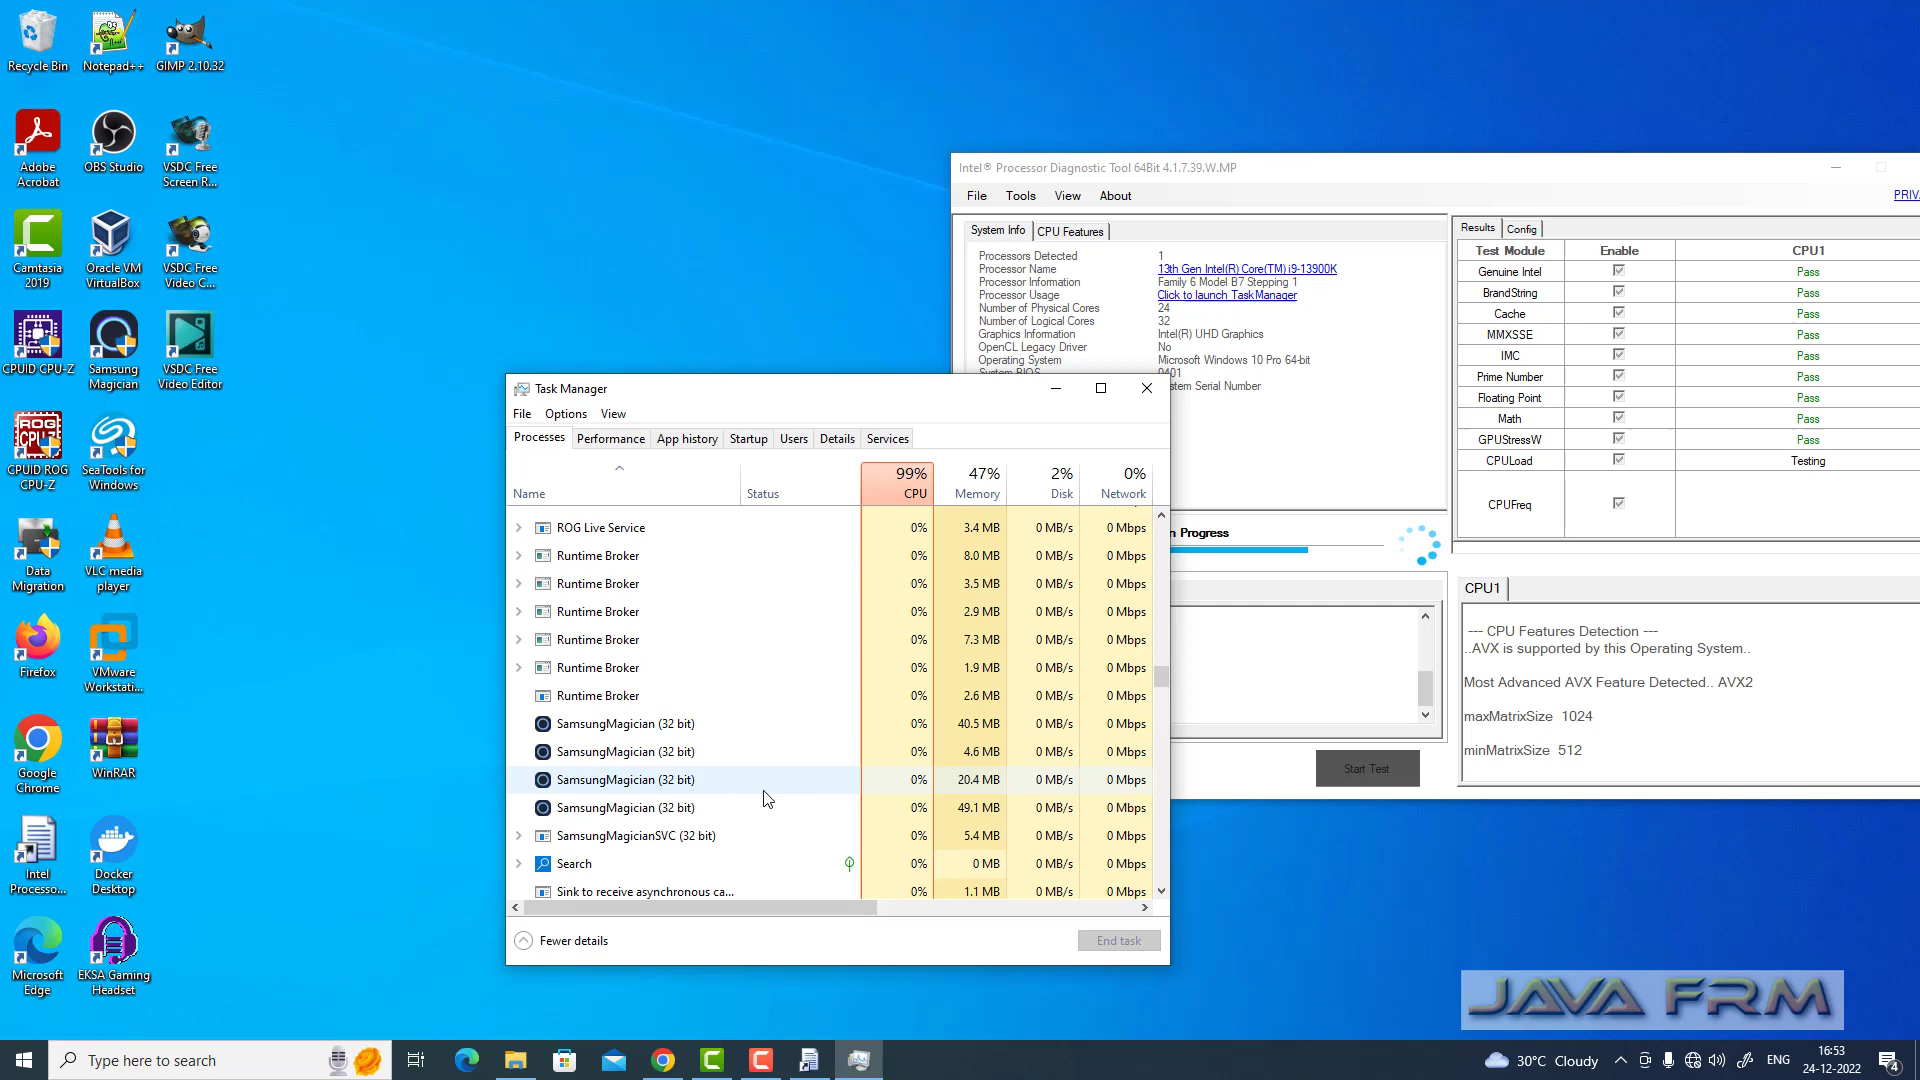 Recycle Bin
Notepad++
GIMP 2.10.32
Adobe
Acrobat
OBS Studio
VSDC Free
Screen R...
Camtasia
2019
Oracle VM
VirtualBox
VSDC Free
Video C...
CPUID CPU-Z
Samsung
Magician
VSDC Free
Video Editor
CPUID ROG
CPU-Z
SeaTools for
Windows
Data
Migration
VLC media
player
Firefox
VMware
Workstati...
Google
Chrome
WinRAR
Intel
Processo...
Docker
Desktop
Microsoft
Edge
EKSA Gaming
Headset
Intel® Processor Diagnostic Tool 64Bit 4.1.7.39.W.MP
File Tools View About
PRIV
System Info CPU Features
Processors Detected 1
Processor Name 13th Gen Intel(R) Core(TM) i9-13900K
Processor Information Family 6 Model B7 Stepping 1
Processor Usage Click to launch TaskManager
Number of Physical Cores 24
Number of Logical Cores 32
Graphics Information Intel(R) UHD Graphics
OpenCL Legacy Driver No
Operating System Microsoft Windows 10 Pro 64-bit
System BIOS 0401
stem Serial Number
n Progress
Start Test
Results Config
Test Module Enable CPU1
Genuine Intel Pass
BrandString Pass
Cache Pass
MMXSSE Pass
IMC Pass
Prime Number Pass
Floating Point Pass
Math Pass
GPUStressW Pass
CPULoad Testing
CPUFreq
CPU1
--- CPU Features Detection ---
..AVX is supported by this Operating System..
Most Advanced AVX Feature Detected.. AVX2
maxMatrixSize 1024
minMatrixSize 512
Task Manager
File Options View
Processes Performance App history Startup Users Details Services
99% 47% 2% 0%
Name Status CPU Memory Disk Network
ROG Live Service 0% 3.4 MB 0 MB/s 0 Mbps
Runtime Broker 0% 8.0 MB 0 MB/s 0 Mbps
Runtime Broker 0% 3.5 MB 0 MB/s 0 Mbps
Runtime Broker 0% 2.9 MB 0 MB/s 0 Mbps
Runtime Broker 0% 7.3 MB 0 MB/s 0 Mbps
Runtime Broker 0% 1.9 MB 0 MB/s 0 Mbps
Runtime Broker 0% 2.6 MB 0 MB/s 0 Mbps
SamsungMagician (32 bit) 0% 40.5 MB 0 MB/s 0 Mbps
SamsungMagician (32 bit) 0% 4.6 MB 0 MB/s 0 Mbps
SamsungMagician (32 bit) 0% 20.4 MB 0 MB/s 0 Mbps
SamsungMagician (32 bit) 0% 49.1 MB 0 MB/s 0 Mbps
SamsungMagicianSVC (32 bit) 0% 5.4 MB 0 MB/s 0 Mbps
Search 0% 0 MB 0 MB/s 0 Mbps
Sink to receive asynchronous ca... 0% 1.1 MB 0 MB/s 0 Mbps
Fewer details
End task
JAVA FRM
Type here to search
30°C Cloudy
ENG
16:53
24-12-2022
4